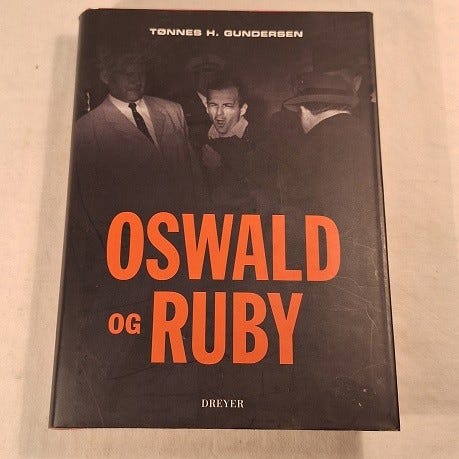 TØNNES H. GUNDERSEN
OSWALD
OG RUBY
DREYER